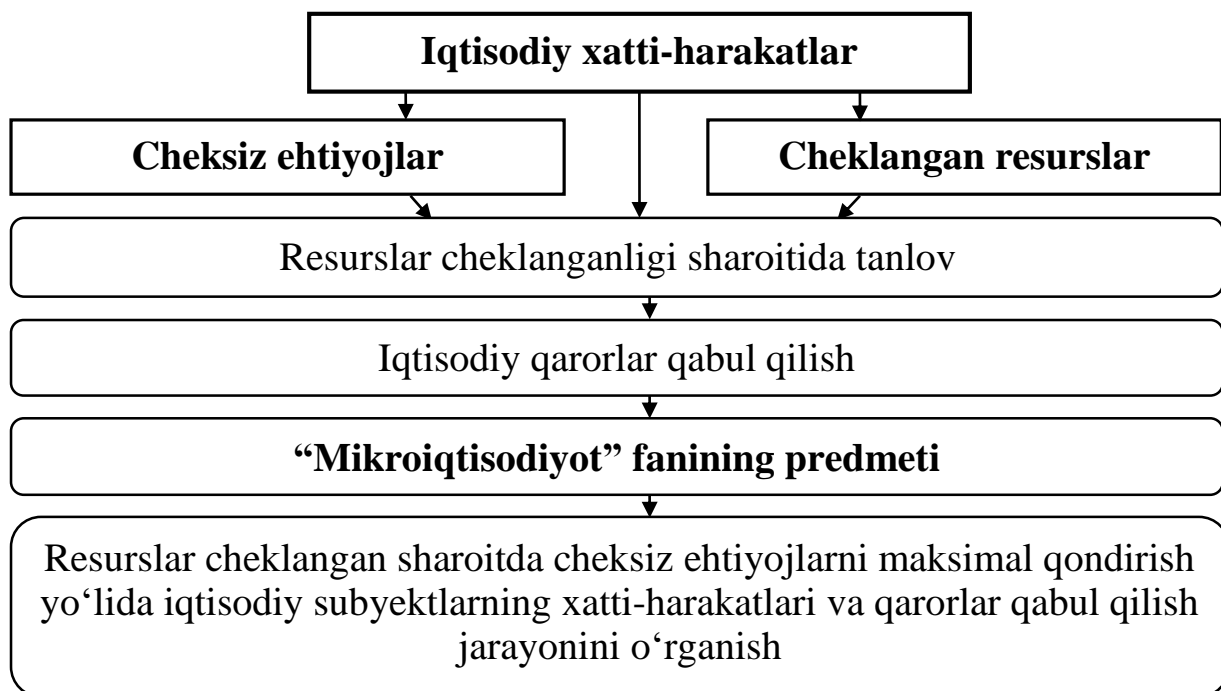 Iqtisodiy xatti-harakatlar
Cheksiz ehtiyojlar
Cheklangan resurslar
Resurslar cheklanganligi sharoitida tanlov
Iqtisodiy qarorlar qabul qilish
“Mikroiqtisodiyot” fanining predmeti
Resurslar cheklangan sharoitda cheksiz ehtiyojlarni maksimal qondirish
yo‘lida iqtisodiy subyektlarning xatti-harakatlari va qarorlar qabul qilish
jarayonini o‘rganish